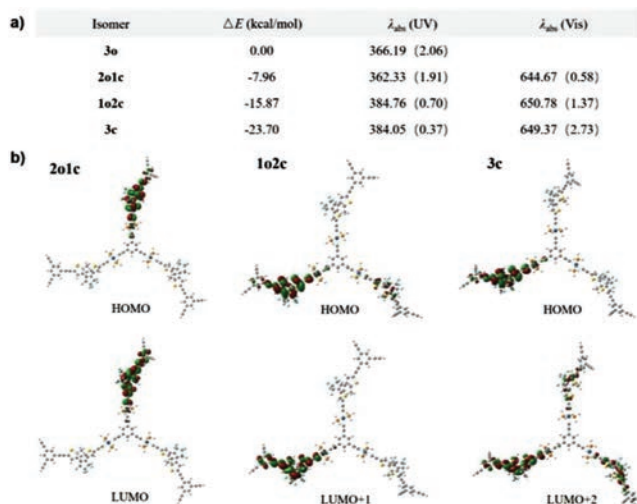 a)
Isomer △E (kcal/mol) λabs (UV) λabs (Vis)
3o 0.00 366.19 (2.06)
2o1c -7.96 362.33 (1.91) 644.67 (0.58)
1o2c -15.87 384.76 (0.70) 650.78 (1.37)
3c -23.70 384.05 (0.37) 649.37 (2.73)
b)
2o1c 1o2c 3c
HOMO HOMO HOMO
LUMO LUMO+1 LUMO+2